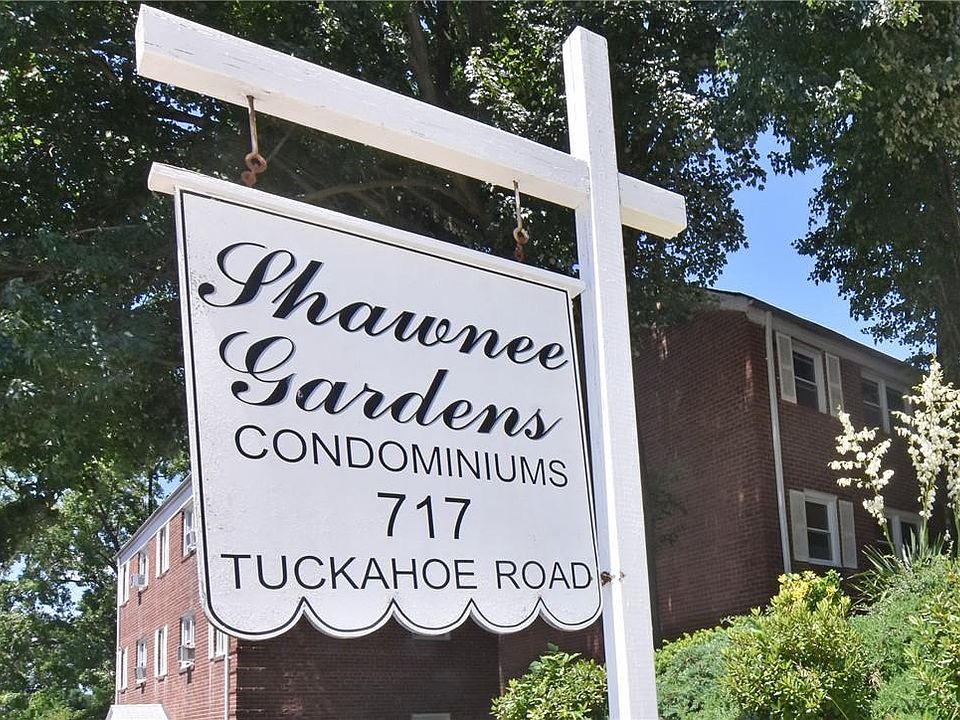 Shawnee
Gardens
CONDOMINIUMS
717
TUCKAHOE ROAD